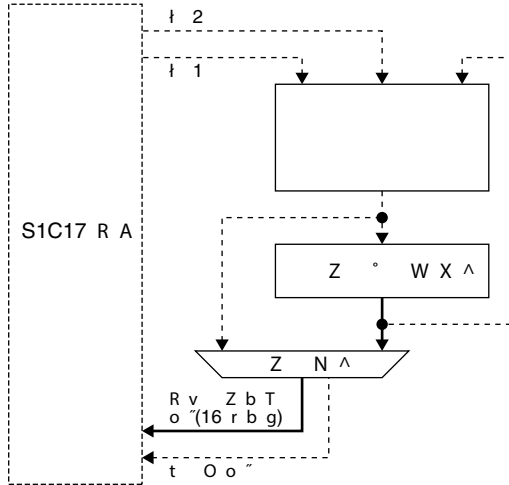 ł 2
ł 1
S1C17 R A
Z ° W X ^
Z N ^
R v Z b T
o ˝(16 r b g)
t O o ˝